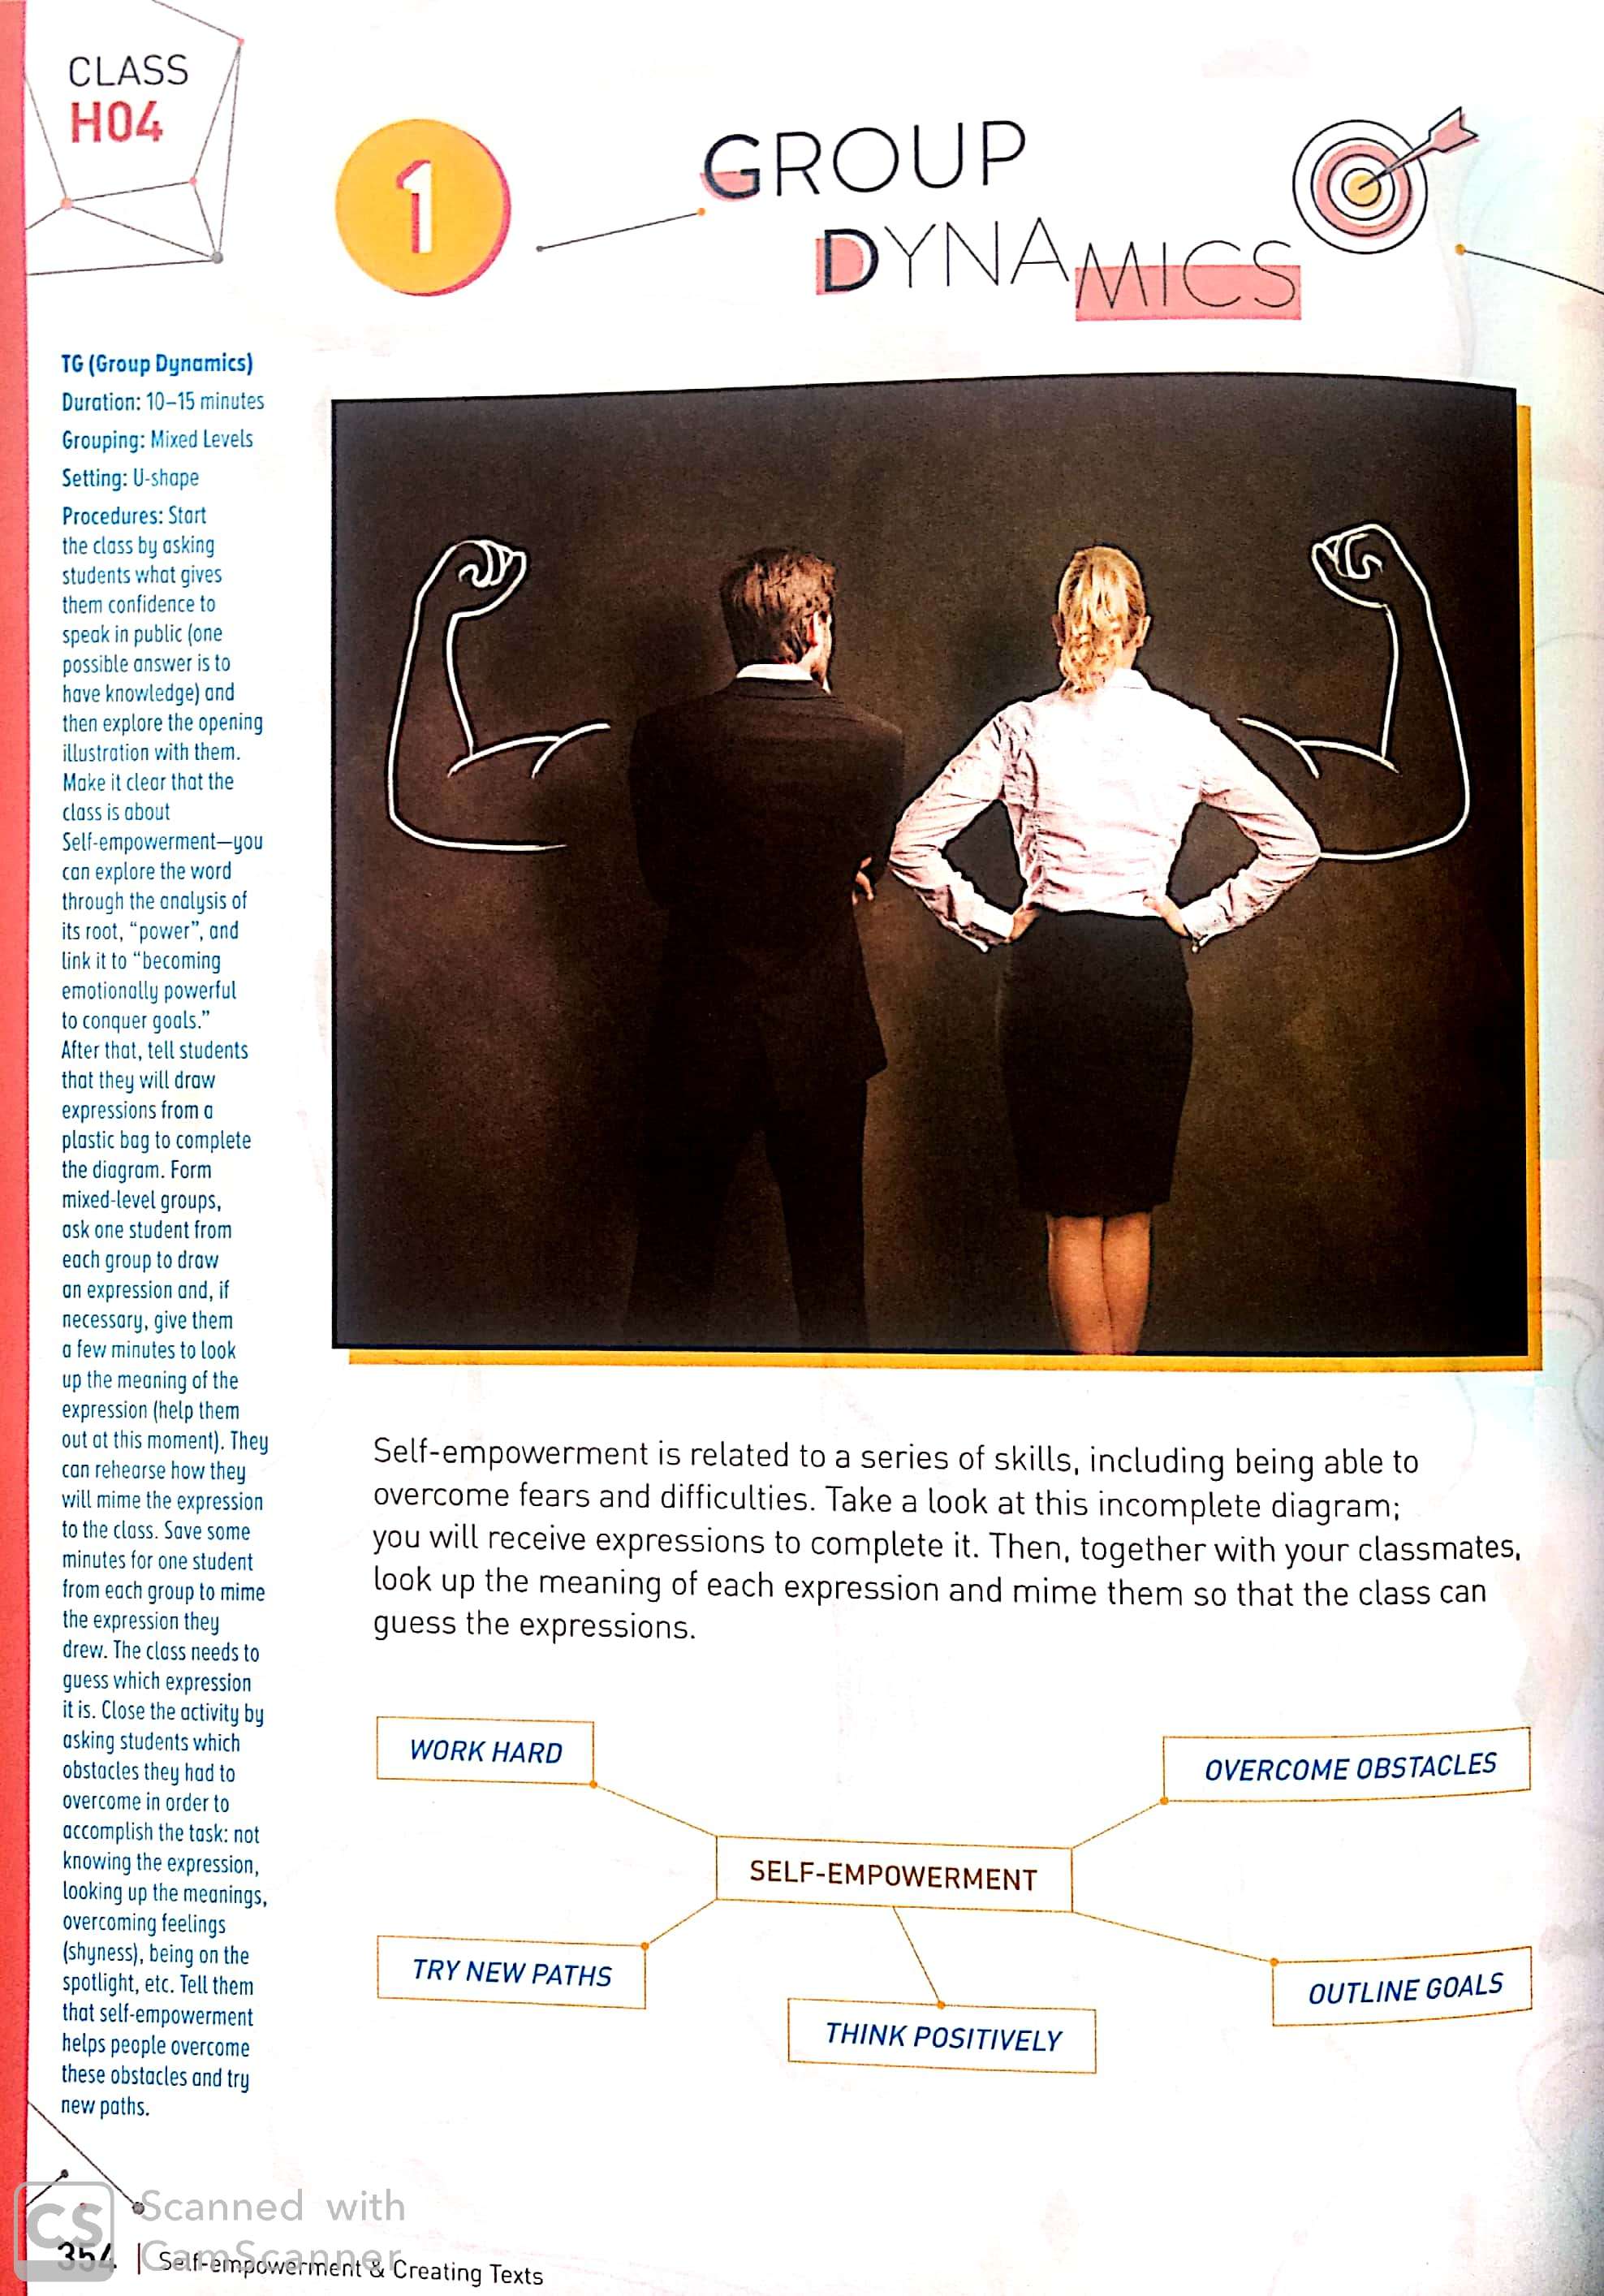 CLASS
H04
1
GROUP
DYNAMICS
TG (Group Dynamics)
Duration: 10–15 minutes
Grouping: Mixed Levels
Setting: U-shape
Procedures: Start
the class by asking
students what gives
them confidence to
speak in public (one
possible answer is to
have knowledge) and
then explore the opening
illustration with them.
Make it clear that the
class is about
Self-empowerment—you
can explore the word
through the analysis of
its root, “power”, and
link it to “becoming
emotionally powerful
to conquer goals.”
After that, tell students
that they will draw
expressions from a
plastic bag to complete
the diagram. Form
mixed-level groups,
ask one student from
each group to draw
an expression and, if
necessary, give them
a few minutes to look
up the meaning of the
expression (help them
out at this moment). They
can rehearse how they
will mime the expression
to the class. Save some
minutes for one student
from each group to mime
the expression they
drew. The class needs to
guess which expression
it is. Close the activity by
asking students which
obstacles they had to
overcome in order to
accomplish the task: not
knowing the expression,
looking up the meanings,
overcoming feelings
(shyness), being on the
spotlight, etc. Tell them
that self-empowerment
helps people overcome
these obstacles and try
new paths.
Self-empowerment is related to a series of skills, including being able to
overcome fears and difficulties. Take a look at this incomplete diagram;
you will receive expressions to complete it. Then, together with your classmates,
look up the meaning of each expression and mime them so that the class can
guess the expressions.
WORK HARD
OVERCOME OBSTACLES
SELF-EMPOWERMENT
TRY NEW PATHS
THINK POSITIVELY
OUTLINE GOALS
CS
Scanned with
CamScanner
354 | Self-empowerment & Creating Texts